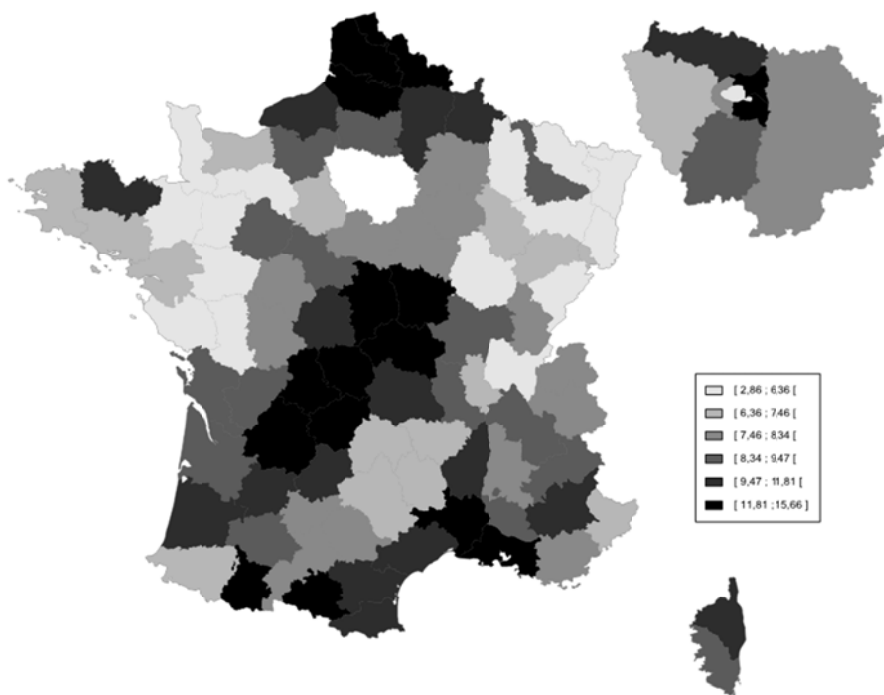 [ 2,86 ; 6,36 [
[ 6,36 ; 7,46 [
[ 7,46 ; 8,34 [
[ 8,34 ; 9,47 [
[ 9,47 ; 11,81 [
[ 11,81 ; 15,66 ]